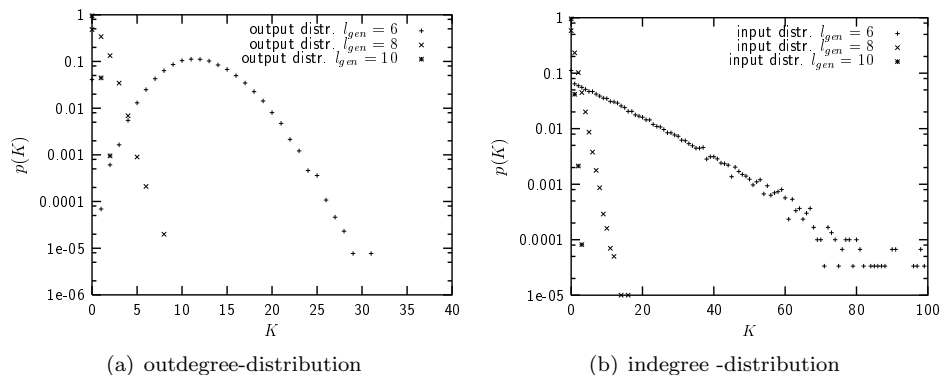 1
0.1
0.01
0.001
0.0001
1e-05
1e-06
p(K)
0 5 10 15 20 25 30 35 40
K
output distr. l_gen = 6
output distr. l_gen = 8
output distr. l_gen = 10
(a) outdegree-distribution
1
0.1
0.01
0.001
0.0001
1e-05
p(K)
0 20 40 60 80 100
K
input distr. l_gen = 6
input distr. l_gen = 8
input distr. l_gen = 10
(b) indegree -distribution